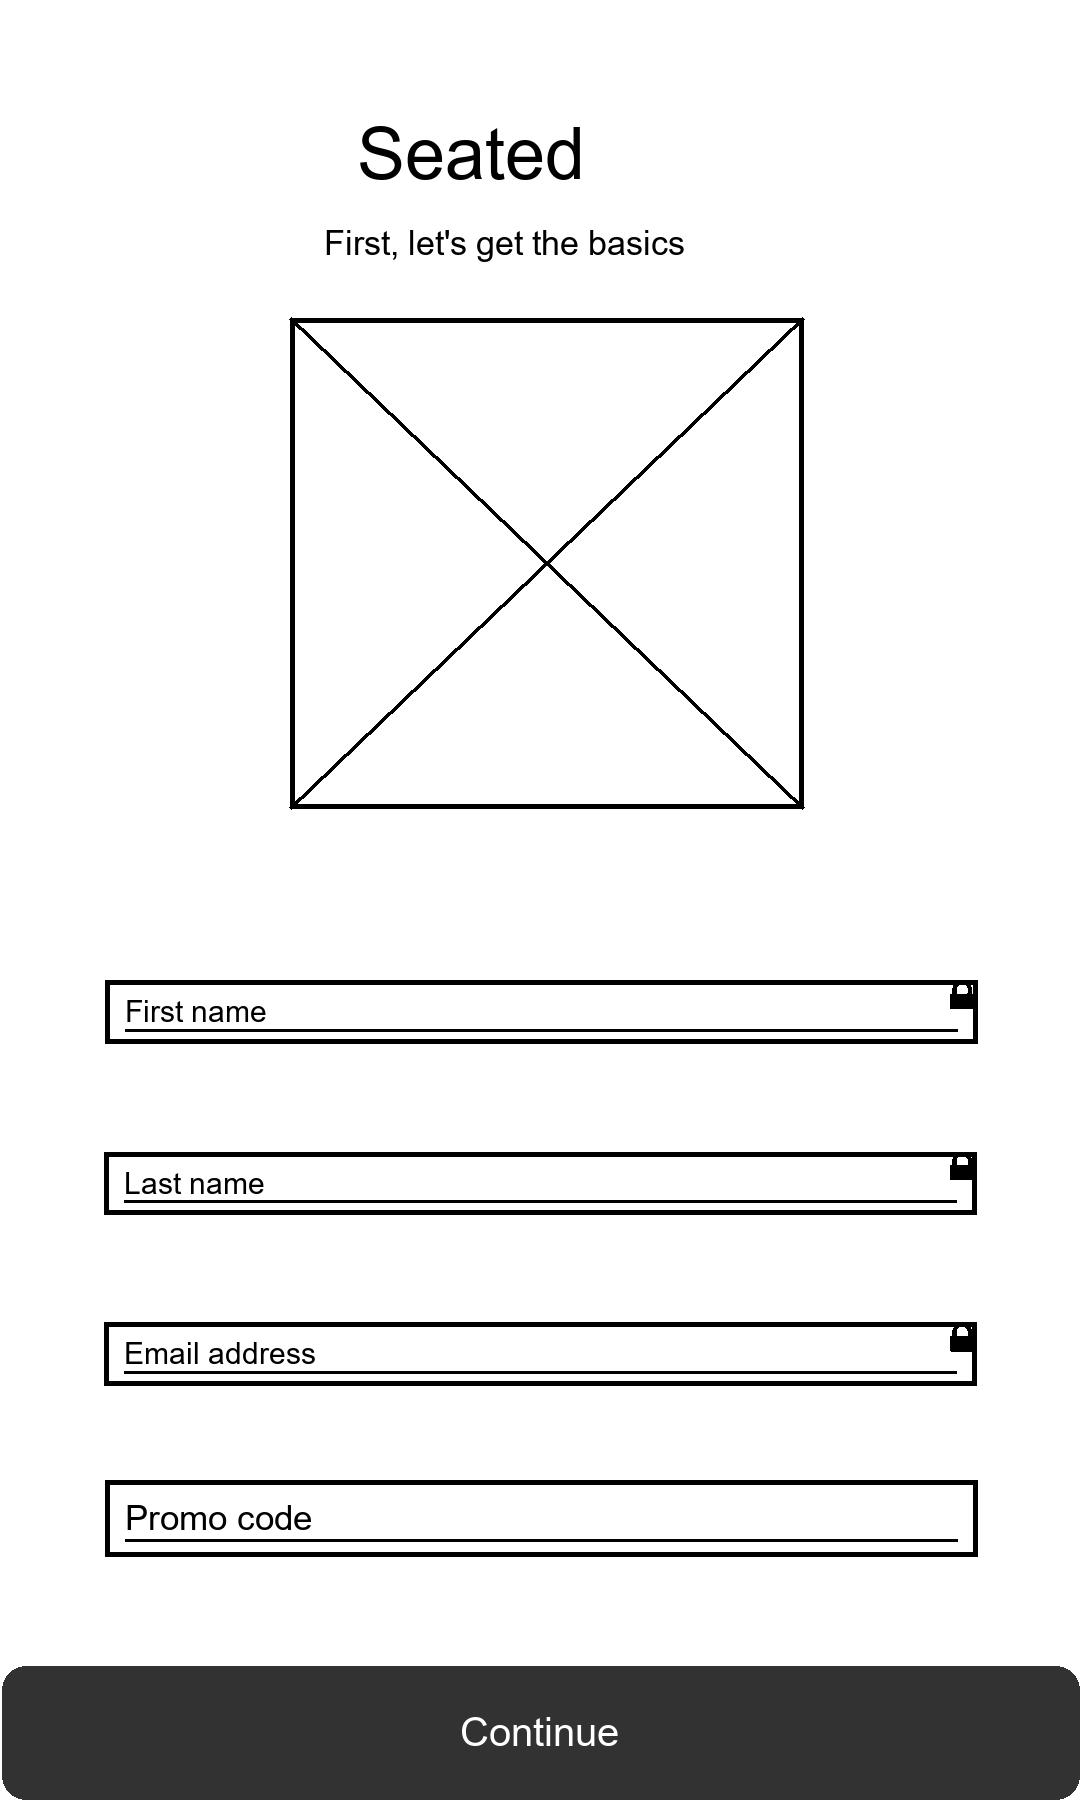 Seated
First, let's get the basics
First name
Last name
Email address
Promo code
Continue